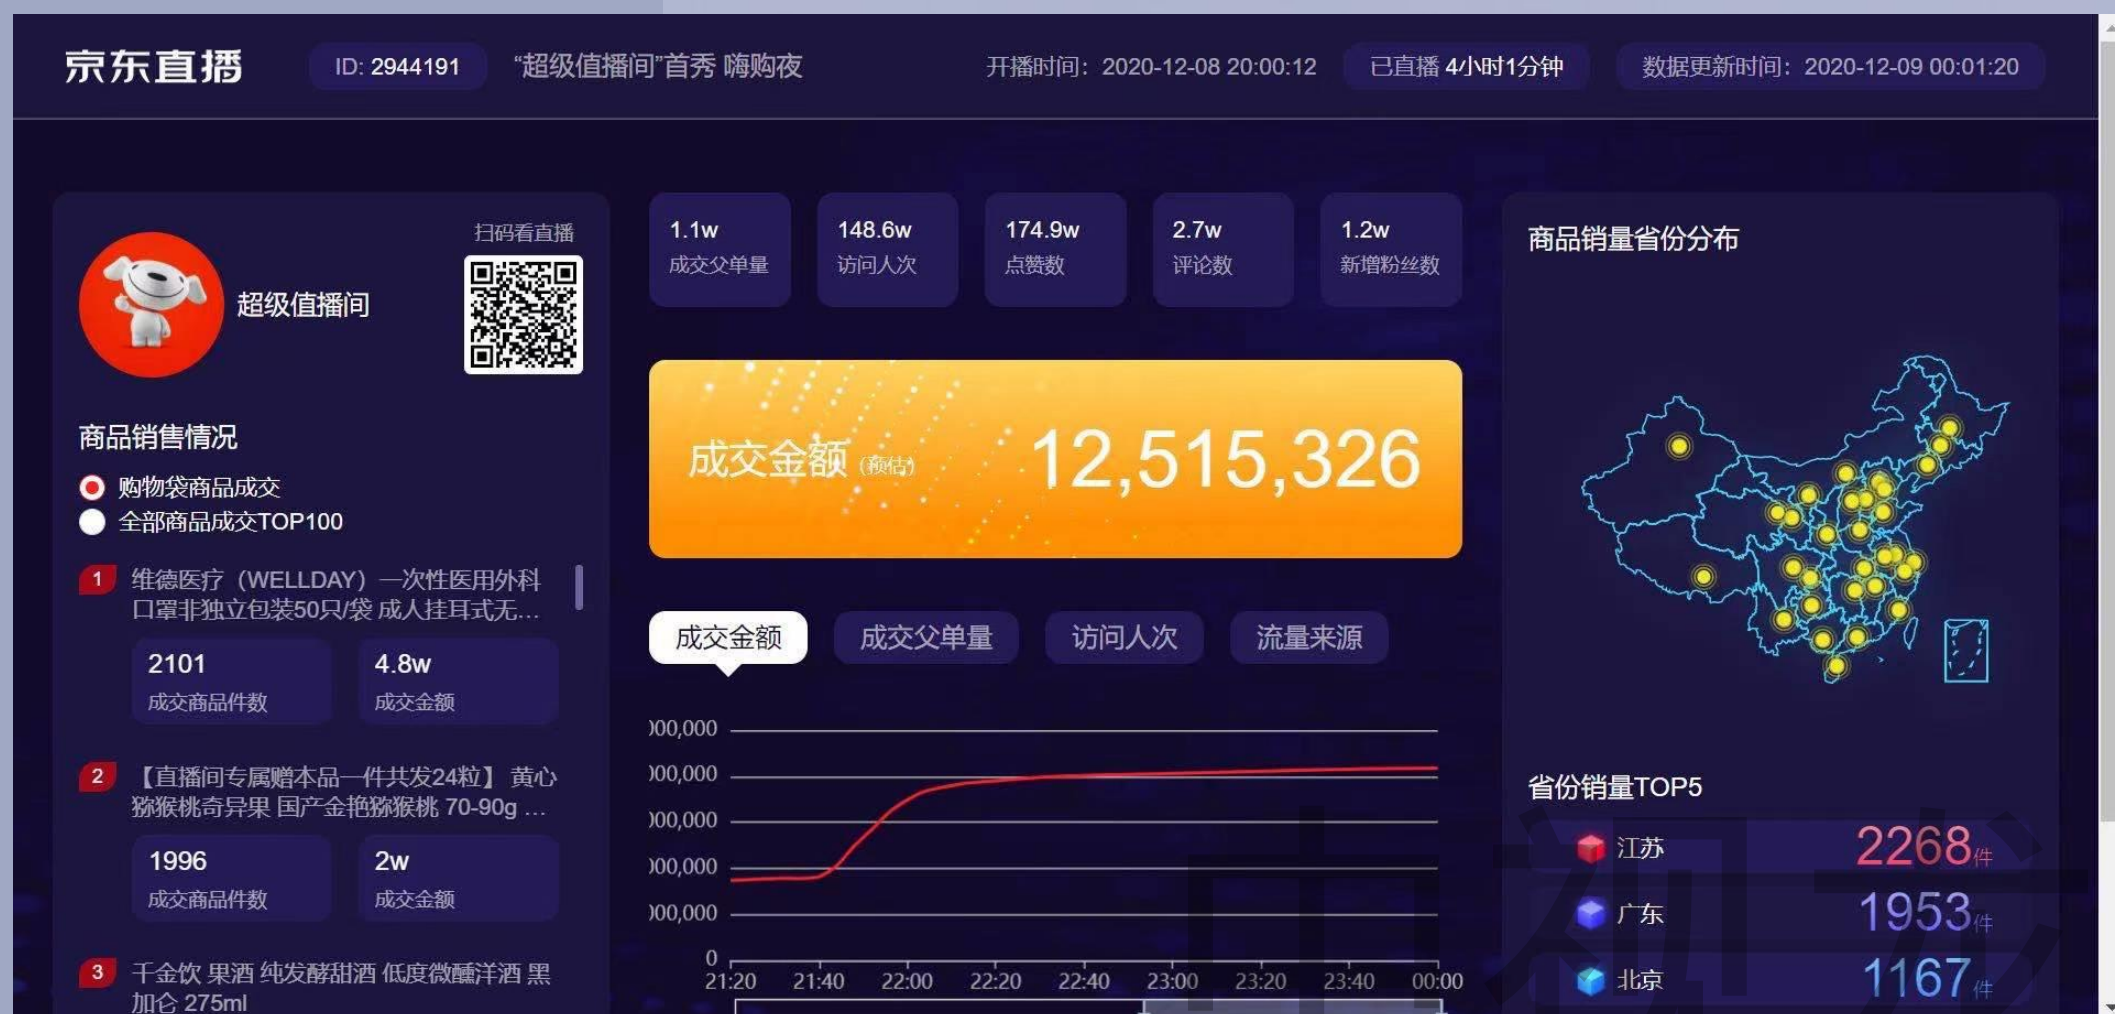 京东直播
ID: 2944191
“超级值播间”首秀 嗨购夜
开播时间：2020-12-08 20:00:12
已直播 4小时1分钟
数据更新时间：2020-12-09 00:01:20
扫码看直播
超级值播间
商品销售情况
购物袋商品成交
全部商品成交TOP100
1
维德医疗（WELLDAY）一次性医用外科
口罩非独立包装50只/袋 成人挂耳式无…
2101
成交商品件数
4.8w
成交金额
2
【直播间专属赠本品一件共发24粒】 黄心
猕猴桃奇异果 国产金艳猕猴桃 70-90g …
1996
成交商品件数
2w
成交金额
3
千金饮 果酒 纯发酵甜酒 低度微醺洋酒 黑
加仑 275ml
1.1w
成交父单量
148.6w
访问人次
174.9w
点赞数
2.7w
评论数
1.2w
新增粉丝数
成交金额 (预估)
12,515,326
成交金额
成交父单量
访问人次
流量来源
000,000
000,000
000,000
000,000
000,000
0
21:20 21:40 22:00 22:20 22:40 23:00 23:20 23:40 00:00
商品销量省份分布
省份销量TOP5
江苏
2268件
广东
1953件
北京
1167件